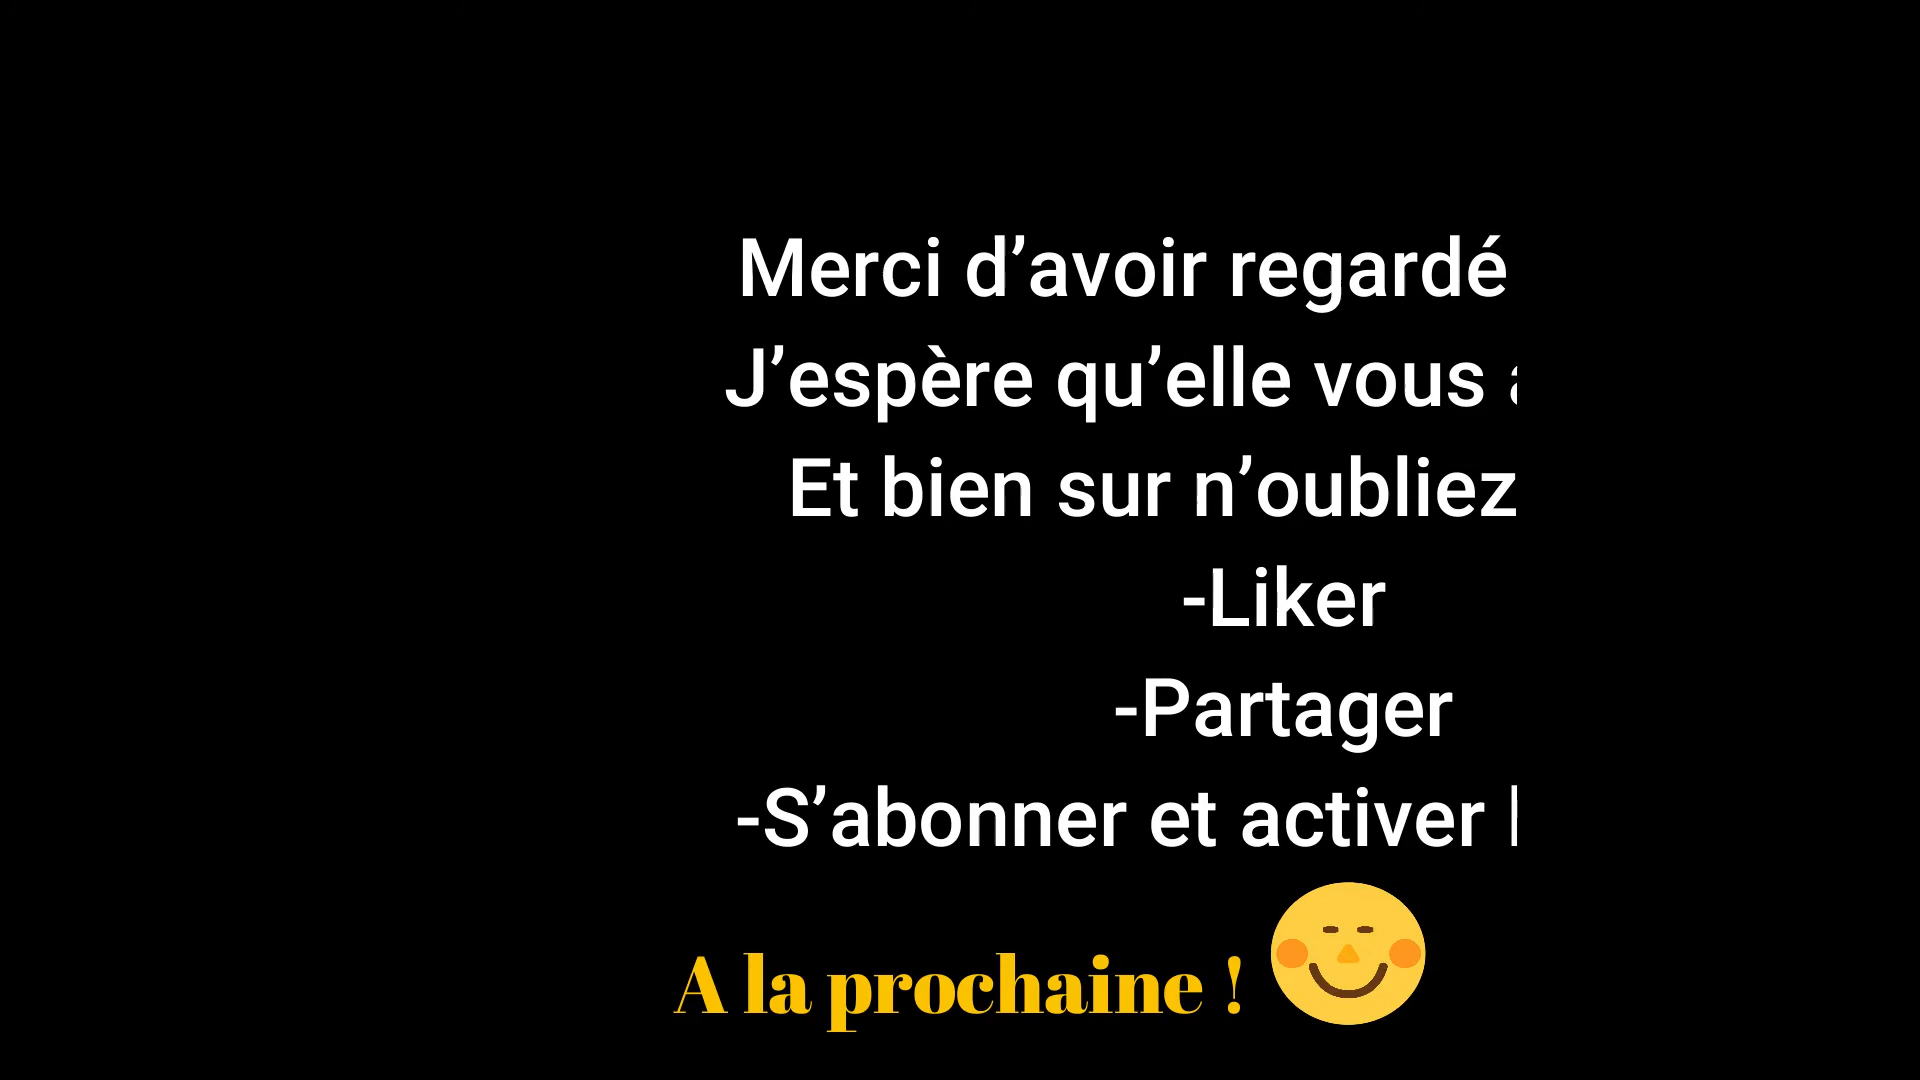 Merci d’avoir regardé
J’espère qu’elle vous
Et bien sur n’oubliez
-Liker
-Partager
-S’abonner et activer
A la prochaine !